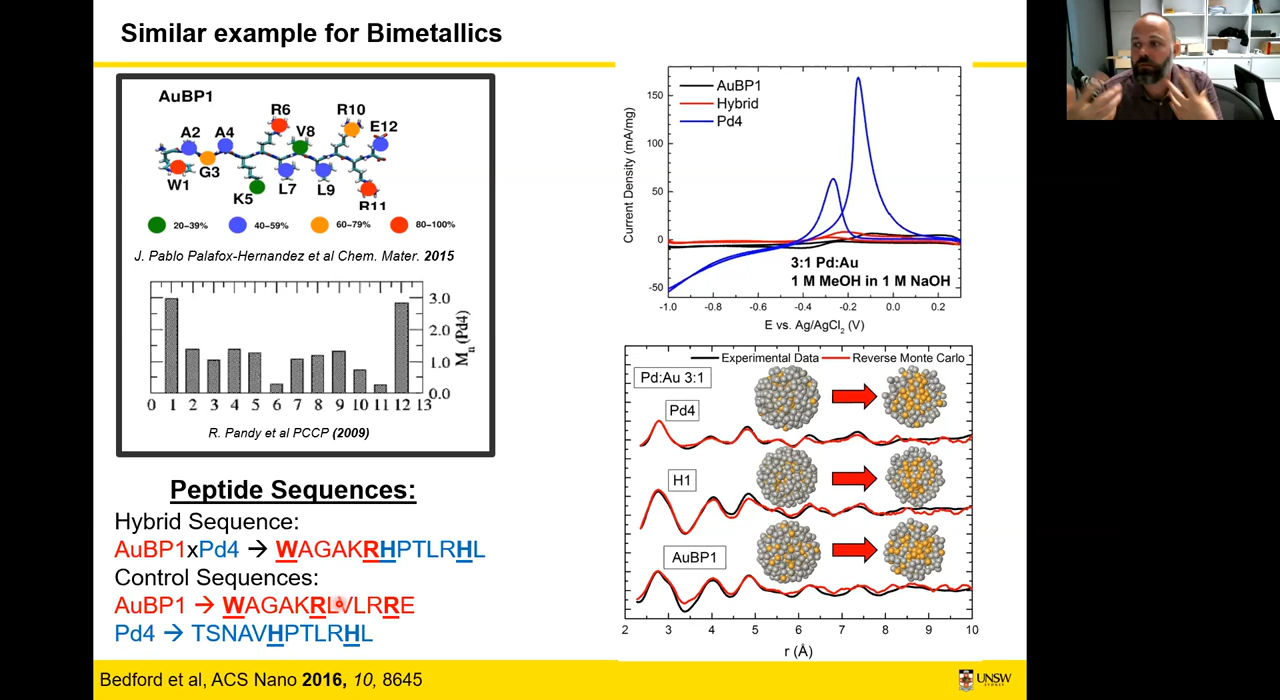 Similar example for Bimetallics
AuBP1
R6
R10
A2
A4
V8
E12
G3
W1
K5
L7
L9
R11
20–39%
40–59%
60–79%
80–100%
J. Pablo Palafox-Hernandez et al Chem. Mater. 2015
3.0
2.0
1.0
0.0
Mn (Pd4)
0 1 2 3 4 5 6 7 8 9 10 11 12 13
R. Pandy et al PCCP (2009)
Peptide Sequences:
Hybrid Sequence:
AuBP1xPd4 → WAGAKRHPTLRHL
Control Sequences:
AuBP1 → WAGAKRLVLRRE
Pd4 → TSNAVHPTLRHL
AuBP1
Hybrid
Pd4
150
100
50
0
-50
Current Density (mA/mg)
3:1 Pd:Au
1 M MeOH in 1 M NaOH
-1.0 -0.8 -0.6 -0.4 -0.2 0.0 0.2
E vs. Ag/AgCl2 (V)
Experimental Data
Reverse Monte Carlo
Pd:Au 3:1
Pd4
H1
AuBP1
2 3 4 5 6 7 8 9 10
r (Å)
Bedford et al, ACS Nano 2016, 10, 8645
UNSW